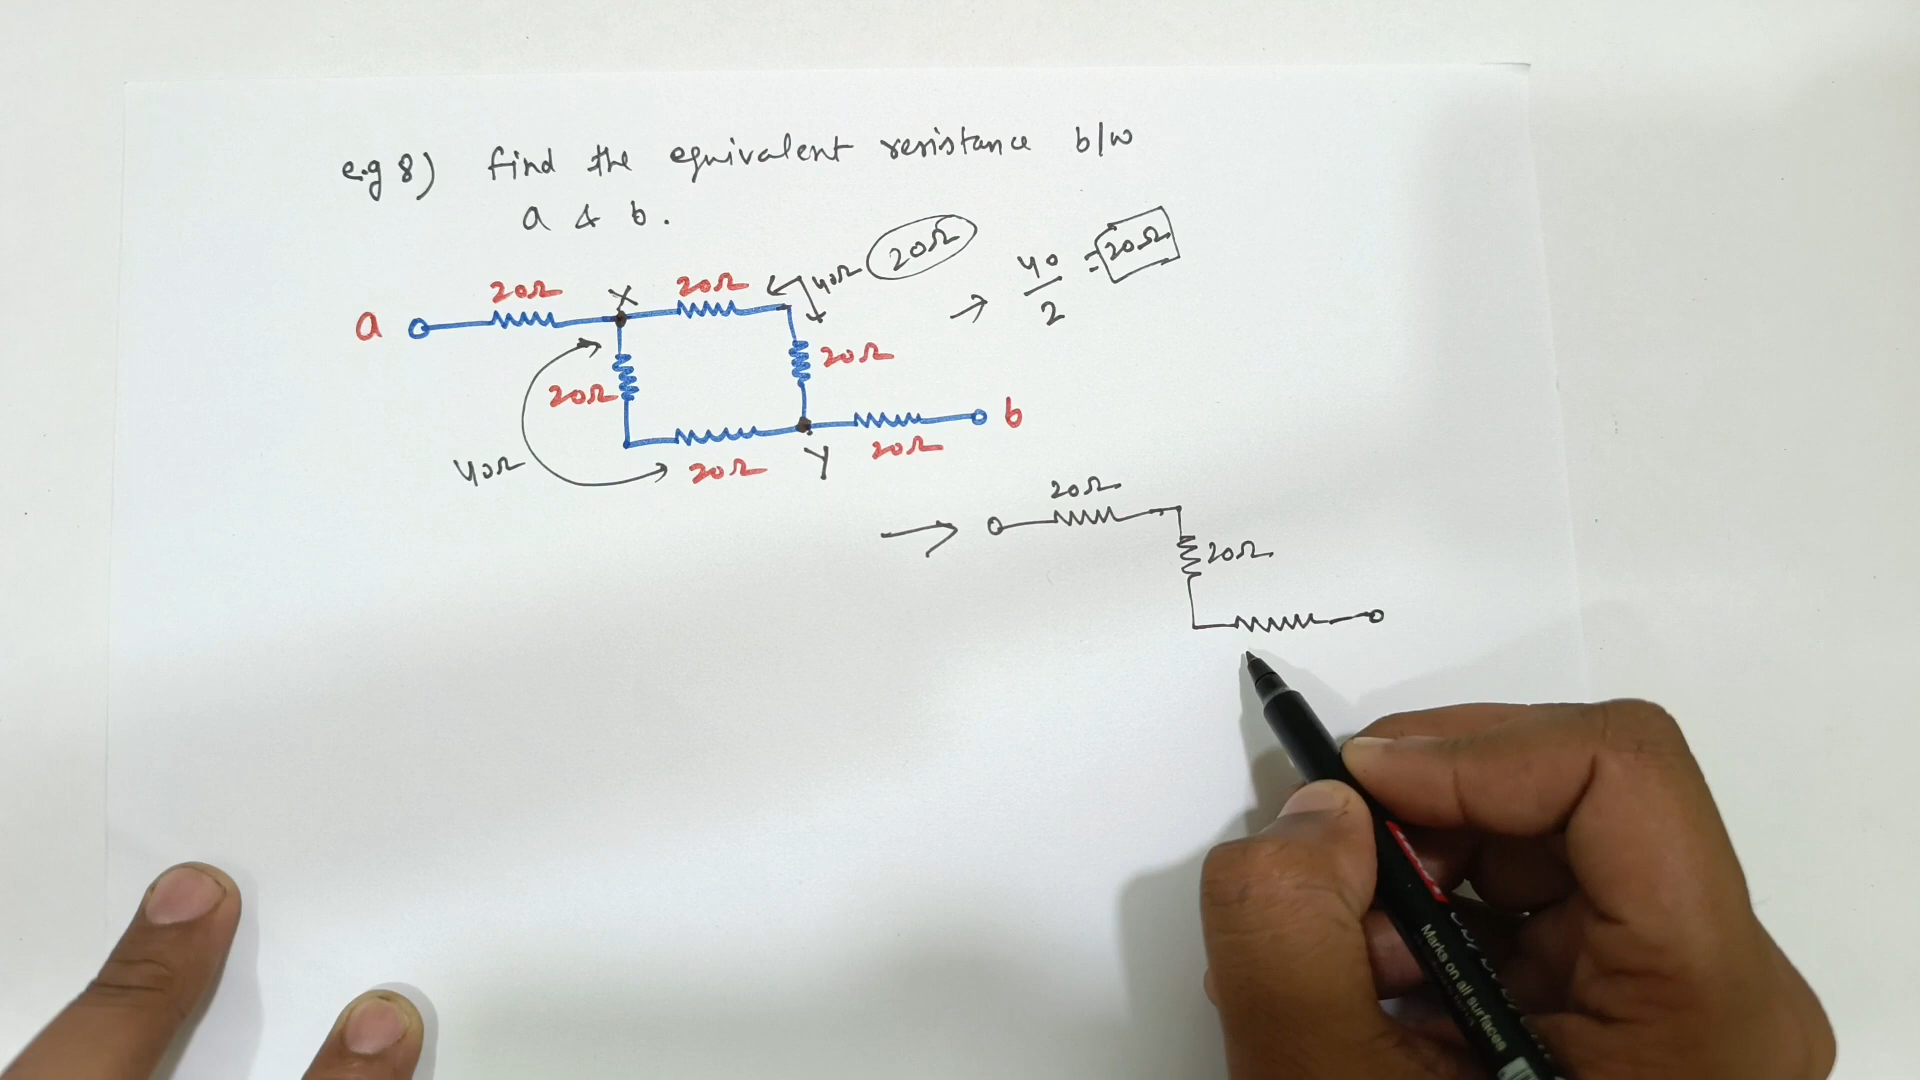 e.g 8) find the equivalent resistance b/w
a & b.
20Ω
40Ω
→ 40/2 = 20Ω
20Ω X 20Ω
a
20Ω
20Ω
b
40Ω
20Ω Y 20Ω
→ 20Ω
20Ω
Marks on all surfaces